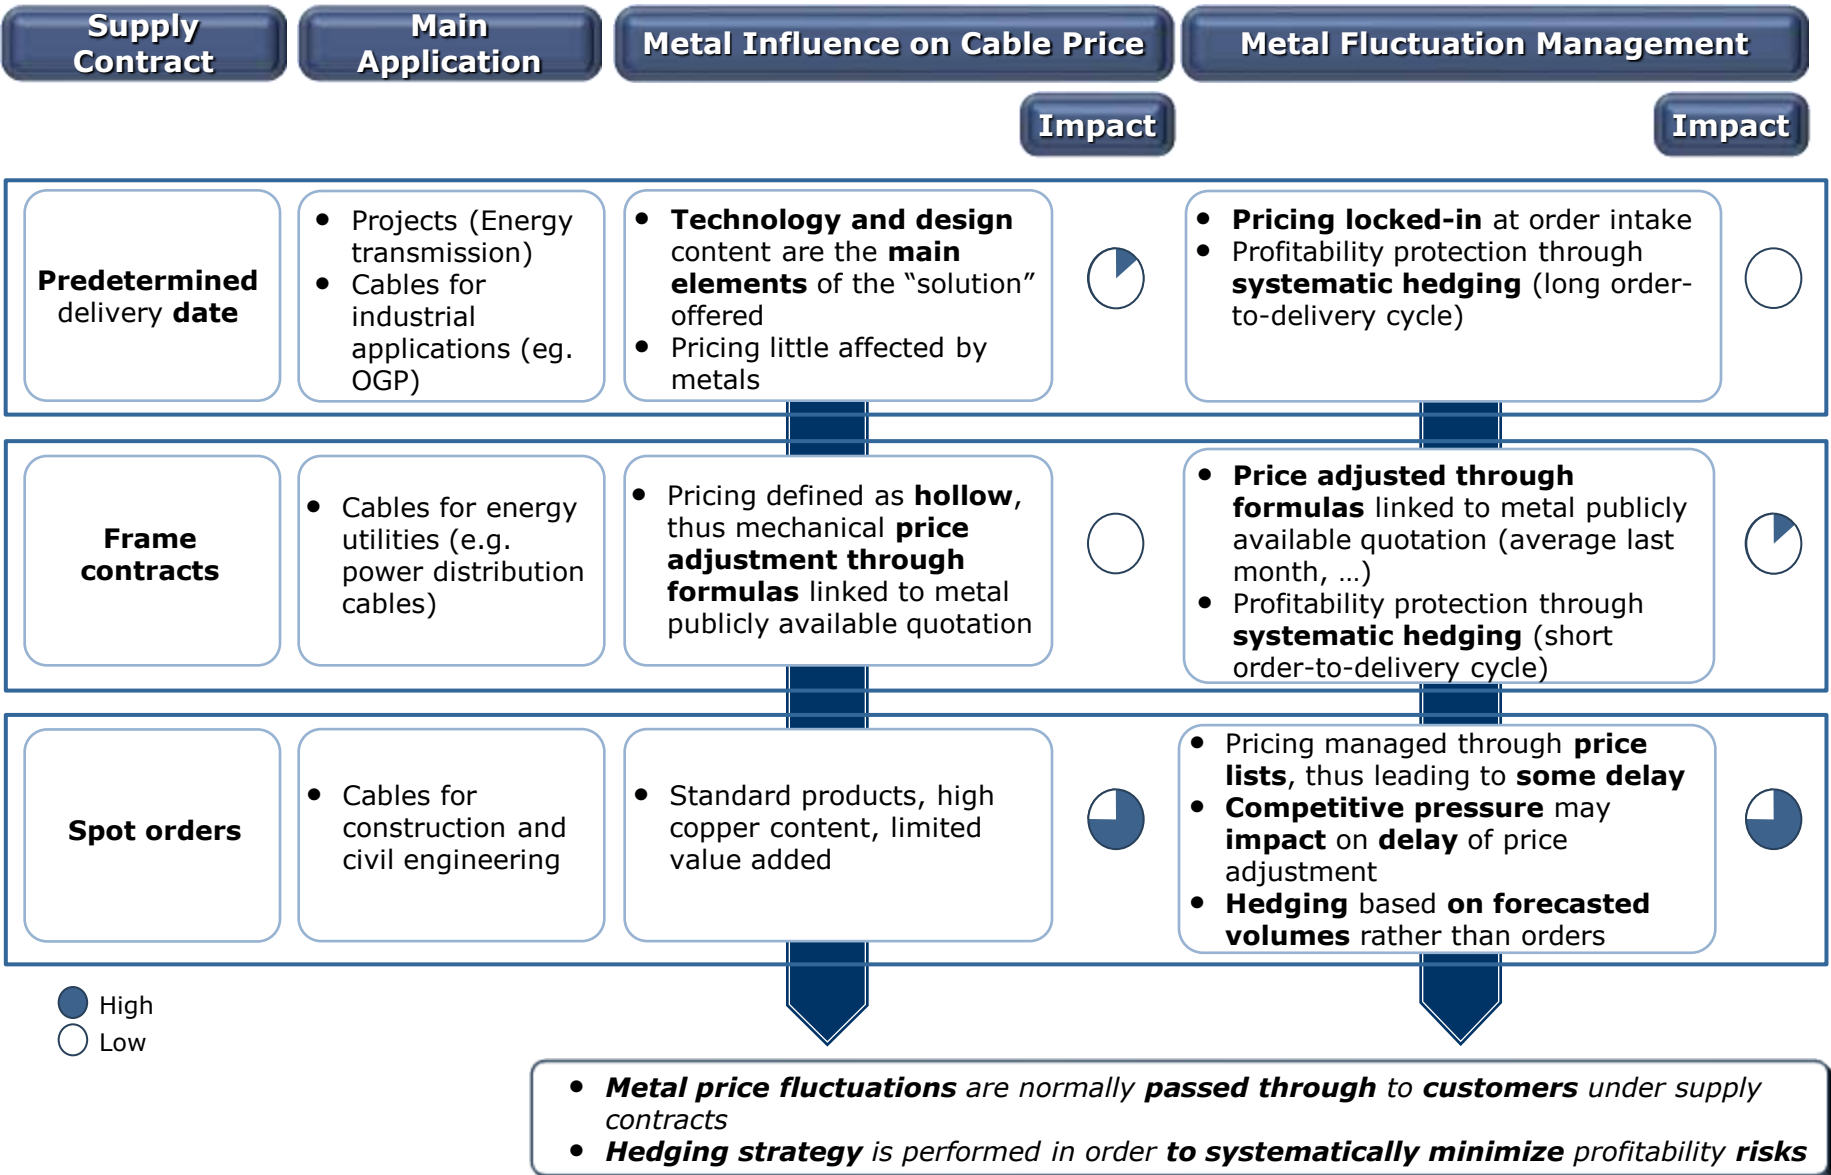 Supply
Contract
Main
Application
Metal Influence on Cable Price
Metal Fluctuation Management
Impact
Impact
Predetermined
delivery date
• Projects (Energy
transmission)
• Cables for
industrial
applications (eg.
OGP)
• Technology and design
content are the main
elements of the “solution”
offered
• Pricing little affected by
metals
• Pricing locked-in at order intake
• Profitability protection through
systematic hedging (long order-
to-delivery cycle)
Frame
contracts
• Cables for energy
utilities (e.g.
power distribution
cables)
• Pricing defined as hollow,
thus mechanical price
adjustment through
formulas linked to metal
publicly available quotation
• Price adjusted through
formulas linked to metal publicly
available quotation (average last
month, …)
• Profitability protection through
systematic hedging (short
order-to-delivery cycle)
Spot orders
• Cables for
construction and
civil engineering
• Standard products, high
copper content, limited
value added
• Pricing managed through price
lists, thus leading to some delay
• Competitive pressure may
impact on delay of price
adjustment
• Hedging based on forecasted
volumes rather than orders
High
Low
• Metal price fluctuations are normally passed through to customers under supply
contracts
• Hedging strategy is performed in order to systematically minimize profitability risks